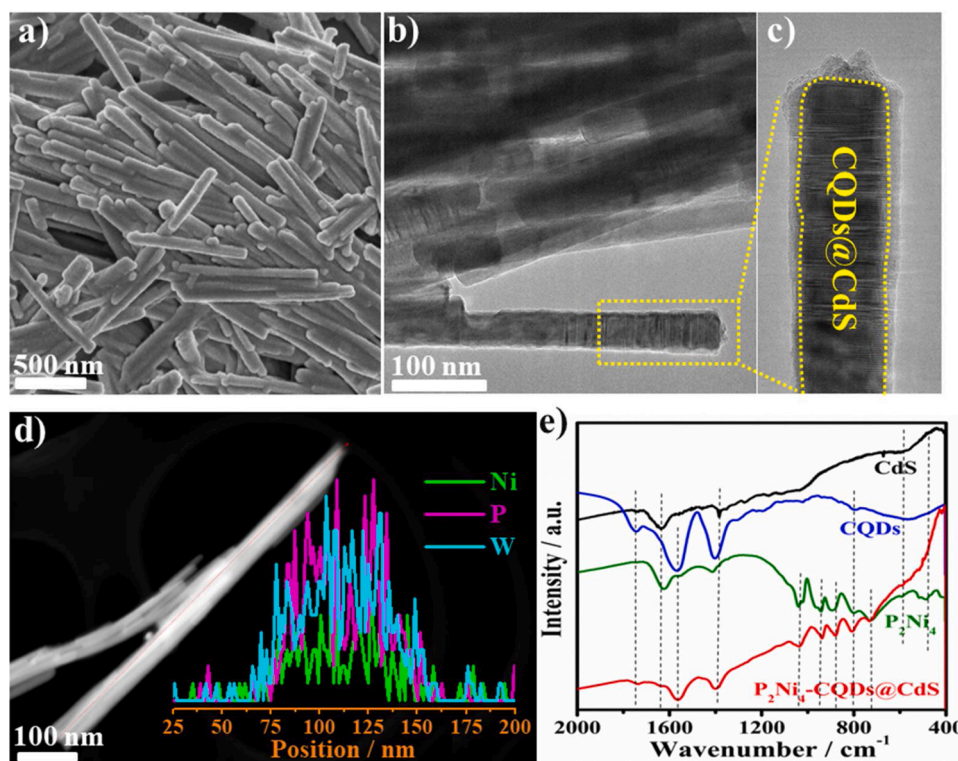 a)
500 nm
b)
100 nm
c)
CQDs@CdS
d)
Ni
P
W
25 50 75 100 125 150 175 200
Position / nm
100 nm
e)
Intensity / a.u.
CdS
CQDs
P₂Ni₄
P₂Ni₄-CQDs@CdS
2000 1600 1200 800 400
Wavenumber / cm⁻¹